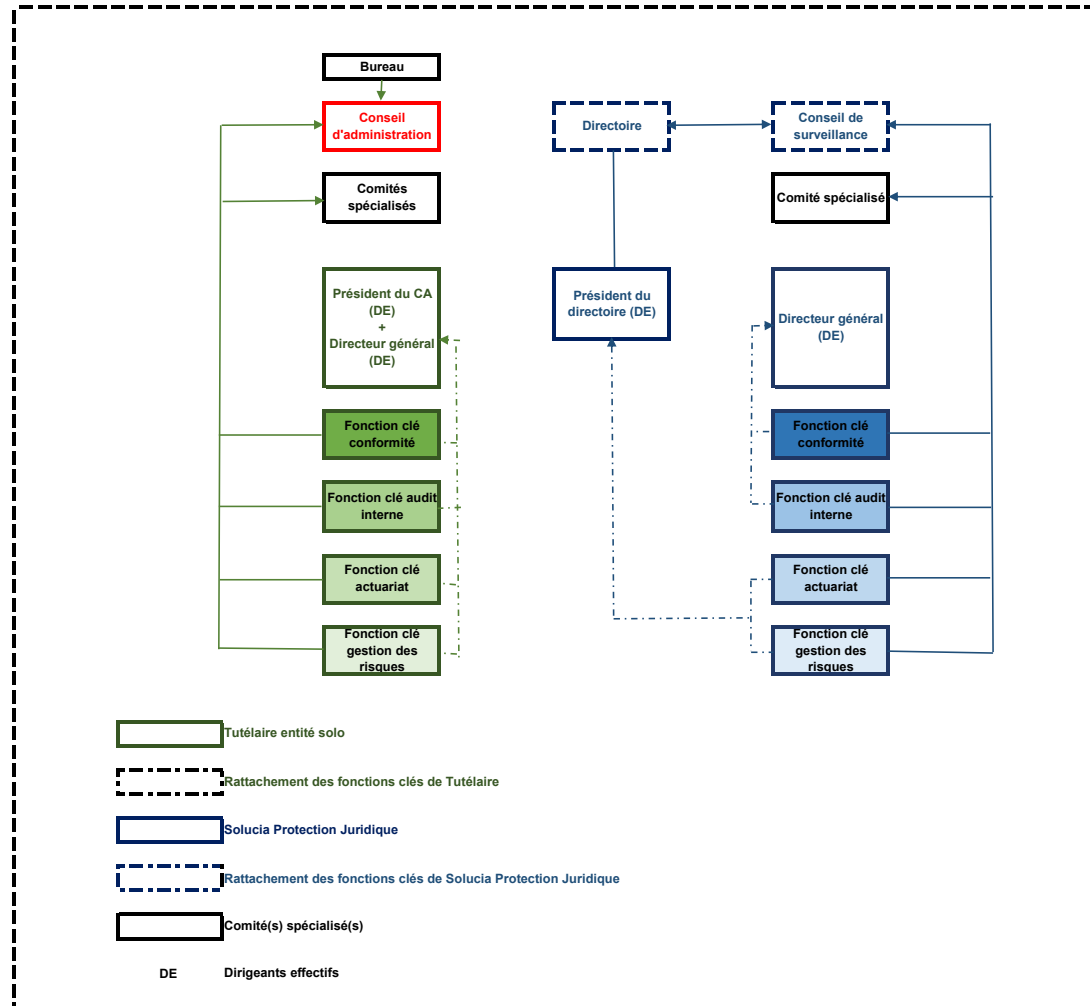 Bureau
Conseil
d'administration
Directoire
Conseil de
surveillance
Comités
spécialisés
Comité spécialisé
Président du CA
(DE)
+
Directeur général
(DE)
Président du
directoire (DE)
Directeur général
(DE)
Fonction clé
conformité
Fonction clé
conformité
Fonction clé audit
interne
Fonction clé audit
interne
Fonction clé
actuariat
Fonction clé
actuariat
Fonction clé
gestion des
risques
Fonction clé
gestion des
risques
Tutélaire entité solo
Rattachement des fonctions clés de Tutélaire
Solucia Protection Juridique
Rattachement des fonctions clés de Solucia Protection Juridique
Comité(s) spécialisé(s)
DE Dirigeants effectifs